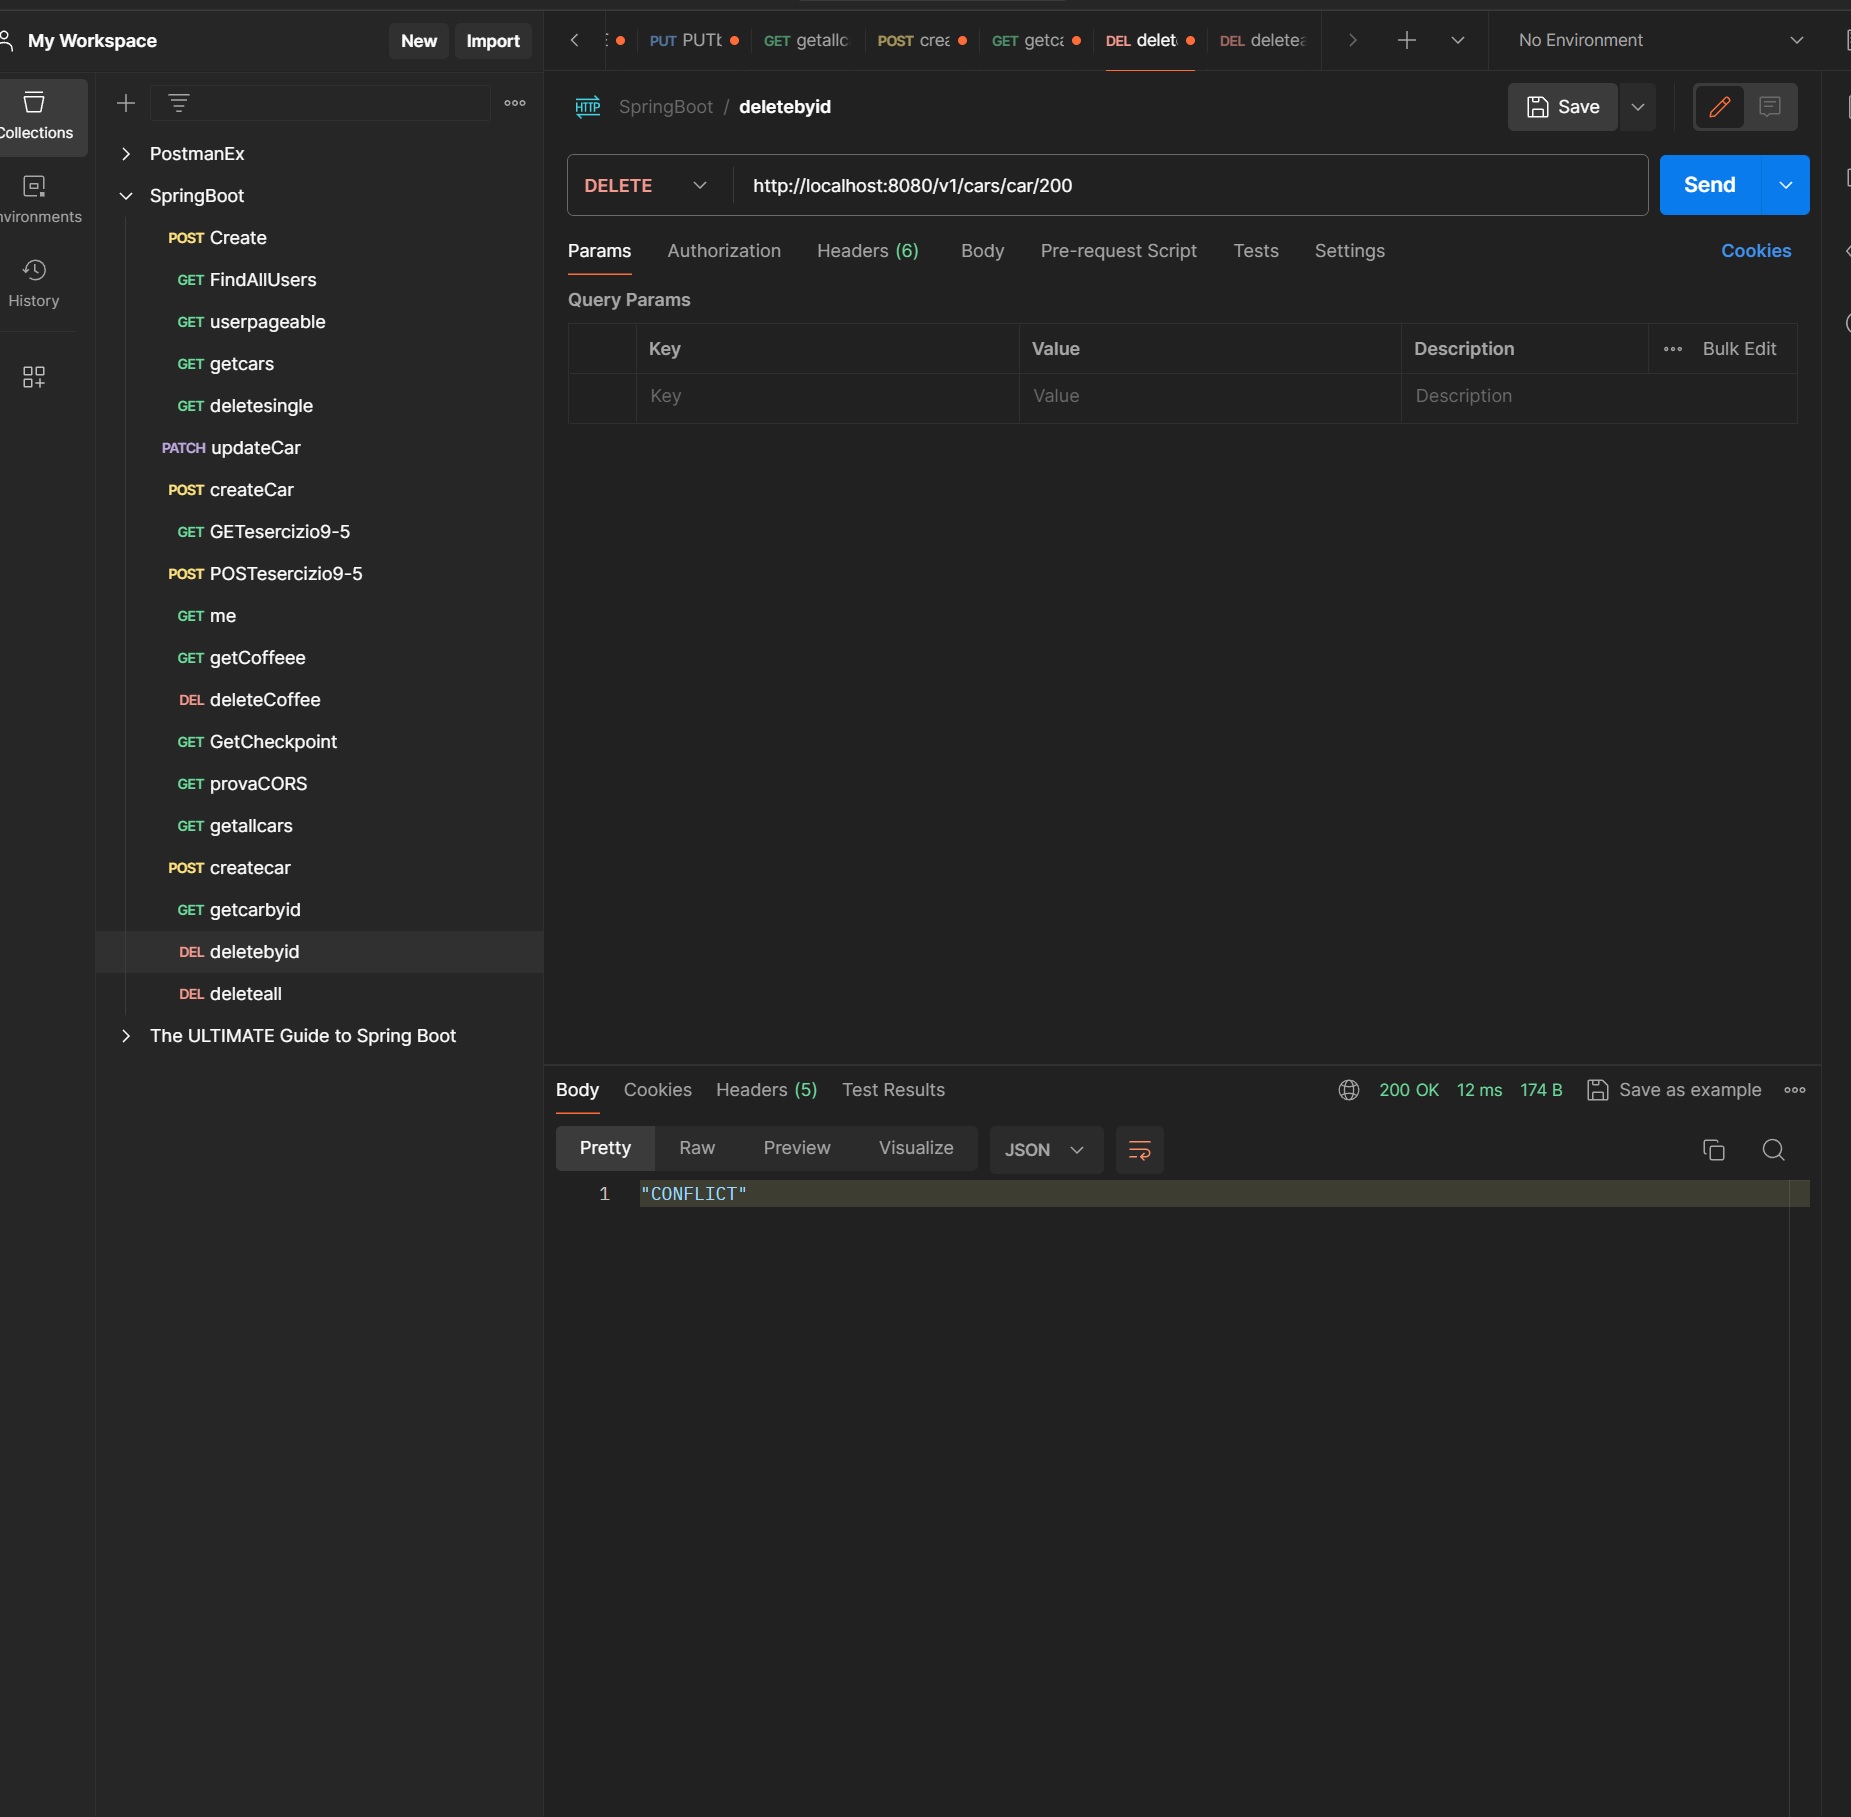 My Workspace
New
Import
PUT PUTt
GET getallc
POST crea
GET getca
DEL delet
DEL deletea
No Environment
Collections
nvironments
History
PostmanEx
SpringBoot
POST Create
GET FindAllUsers
GET userpageable
GET getcars
GET deletesingle
PATCH updateCar
POST createCar
GET GETesercizio9-5
POST POSTesercizio9-5
GET me
GET getCoffeee
DEL deleteCoffee
GET GetCheckpoint
GET provaCORS
GET getallcars
POST createcar
GET getcarbyid
DEL deletebyid
DEL deleteall
The ULTIMATE Guide to Spring Boot
HTTP SpringBoot / deletebyid
Save
DELETE http://localhost:8080/v1/cars/car/200
Send
Params Authorization Headers (6) Body Pre-request Script Tests Settings Cookies
Query Params
Key Value Description Bulk Edit
Key Value Description
Body Cookies Headers (5) Test Results 200 OK 12 ms 174 B Save as example
Pretty Raw Preview Visualize JSON
1 "CONFLICT"